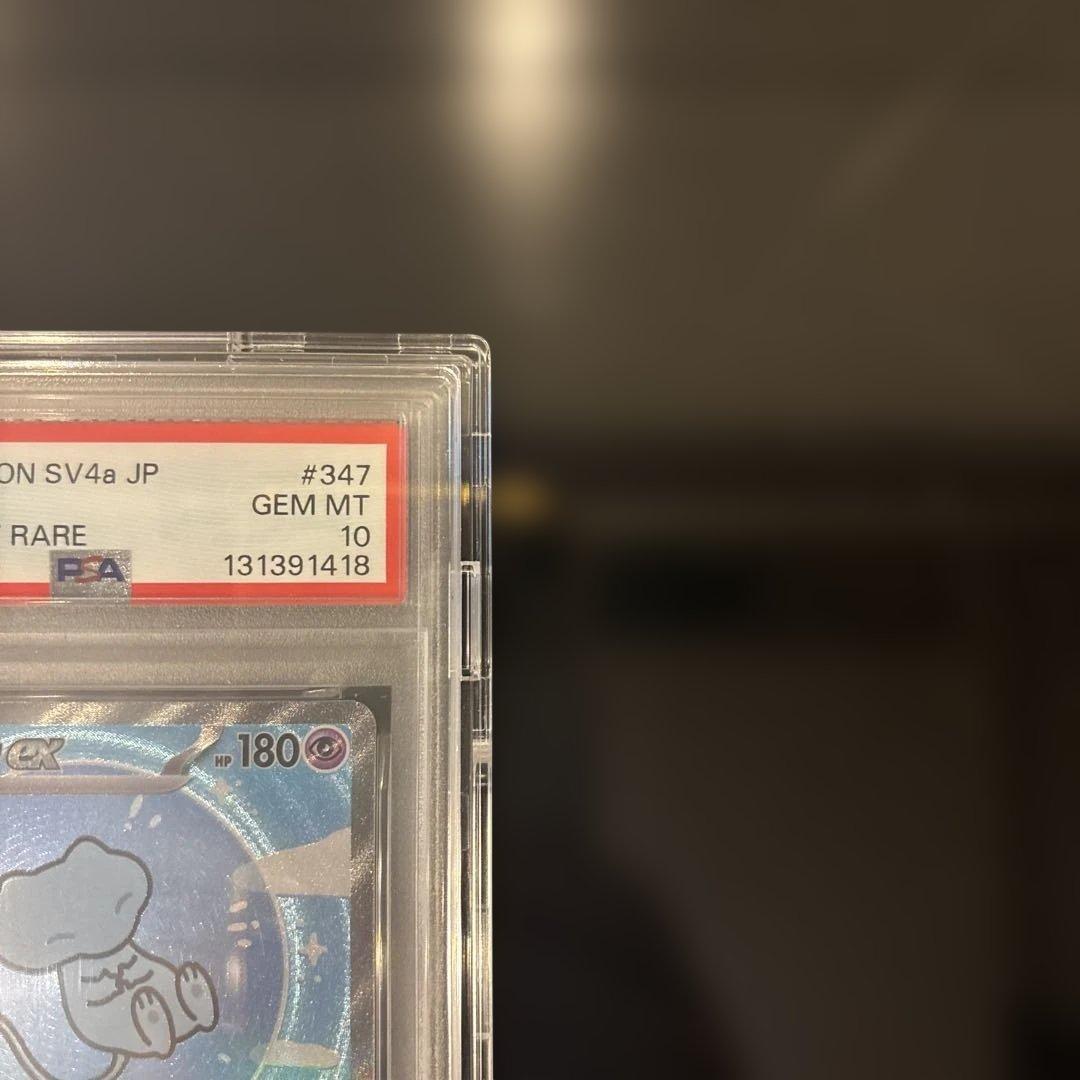 ON SV4a JP #347
GEM MT
RARE 10
PSA 131391418
ex HP 180